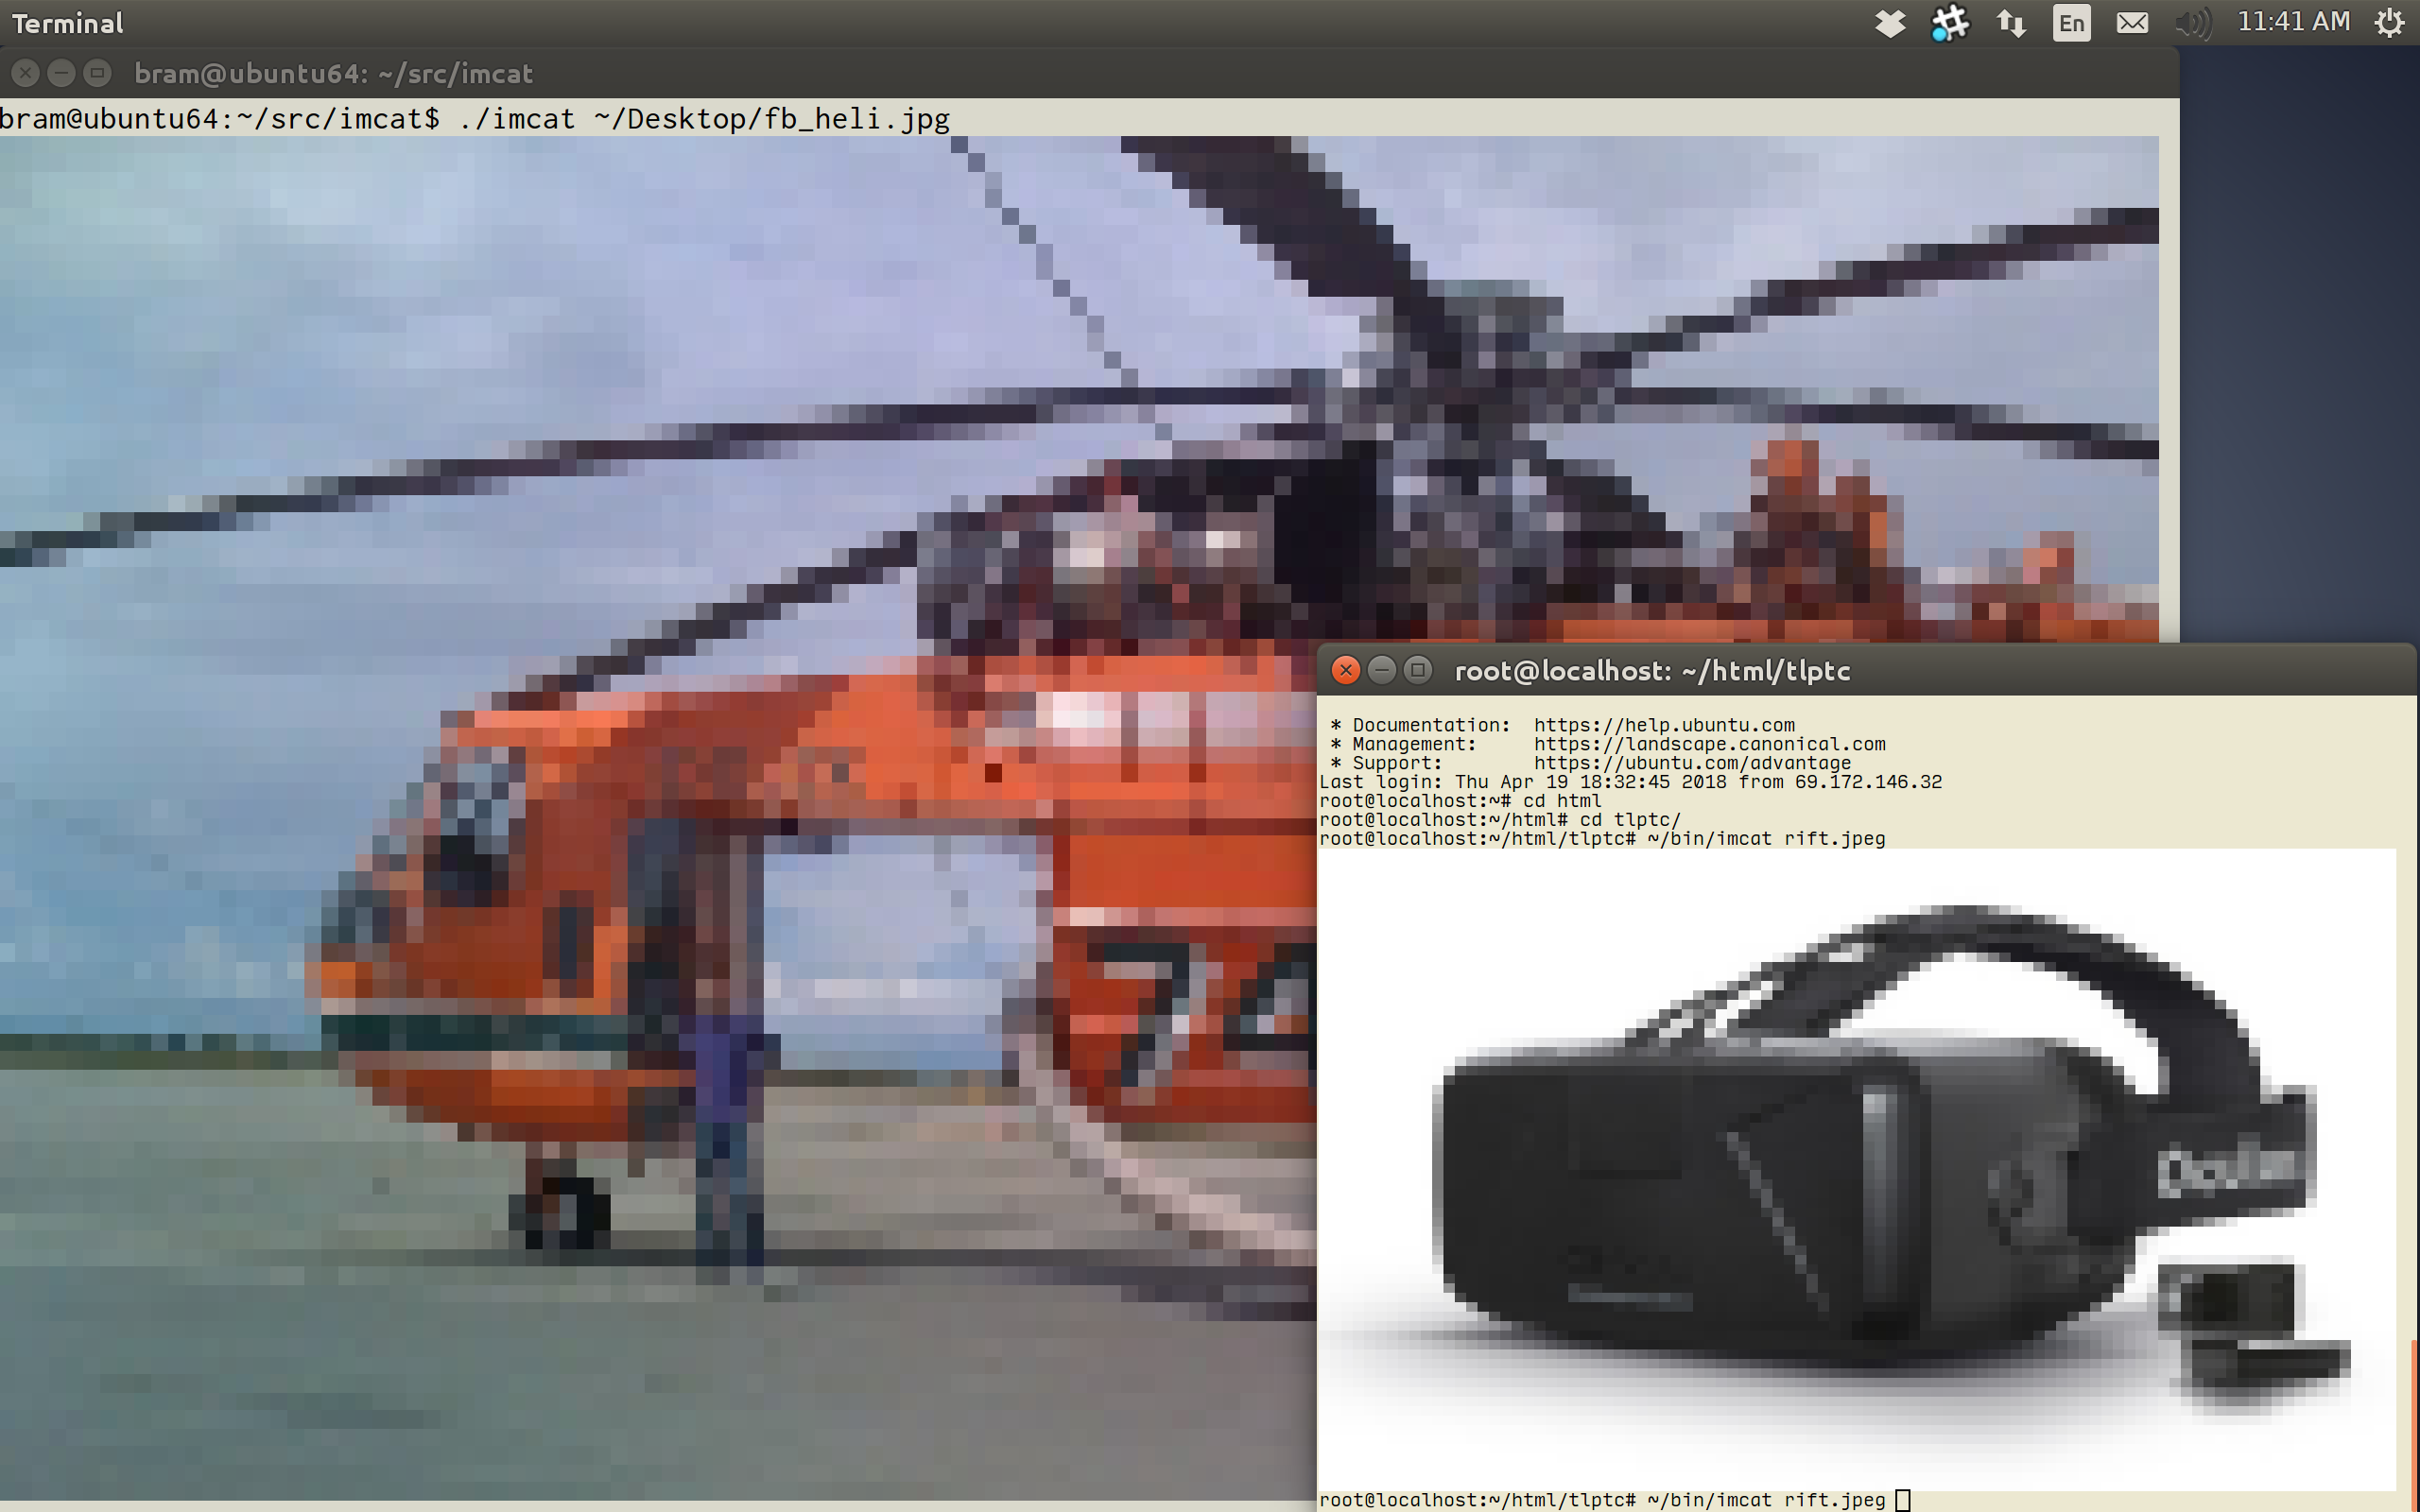 Terminal
En
11:41 AM
bram@ubuntu64: ~/src/imcat
bram@ubuntu64:~/src/imcat$ ./imcat ~/Desktop/fb_heli.jpg
root@localhost: ~/html/tlptc
* Documentation:  https://help.ubuntu.com
* Management:     https://landscape.canonical.com
* Support:        https://ubuntu.com/advantage
Last login: Thu Apr 19 18:32:45 2018 from 69.172.146.32
root@localhost:~# cd html
root@localhost:~/html# cd tlptc/
root@localhost:~/html/tlptc# ~/bin/imcat rift.jpeg
root@localhost:~/html/tlptc# ~/bin/imcat rift.jpeg